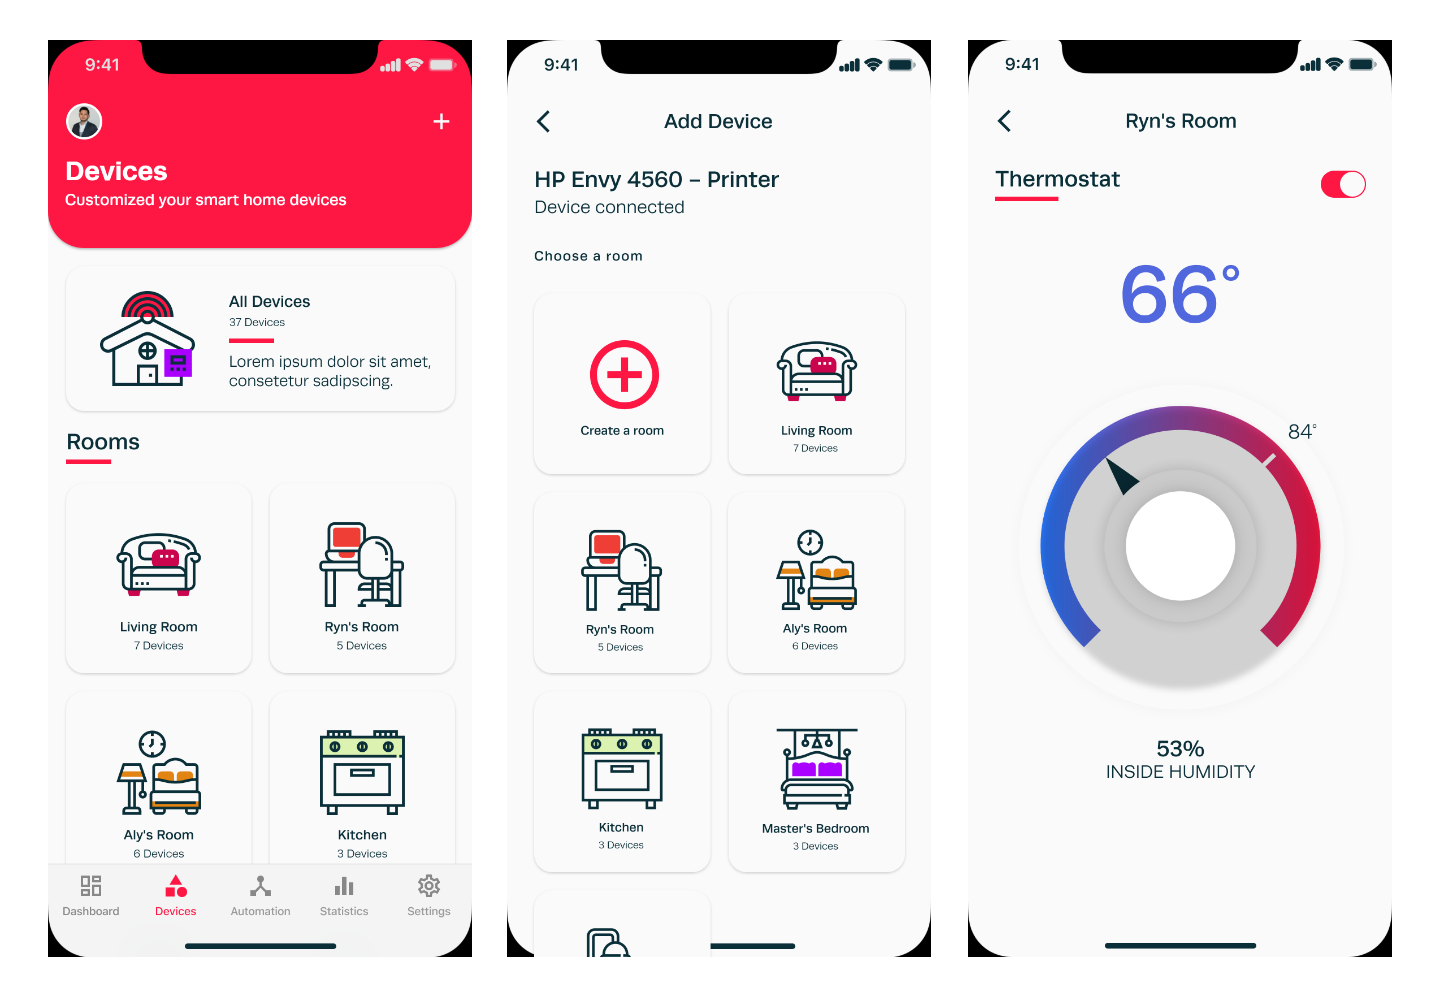 9:41
Devices
Customized your smart home devices
All Devices
37 Devices
Lorem ipsum dolor sit amet,
consetetur sadipscing.
Rooms
Living Room
7 Devices
Ryn's Room
5 Devices
Aly's Room
6 Devices
Kitchen
3 Devices
Dashboard
Devices
Automation
Statistics
Settings
9:41
Add Device
HP Envy 4560 – Printer
Device connected
Choose a room
Create a room
Living Room
7 Devices
Ryn's Room
5 Devices
Aly's Room
6 Devices
Kitchen
3 Devices
Master's Bedroom
3 Devices
9:41
Ryn's Room
Thermostat
66°
84°
53%
INSIDE HUMIDITY